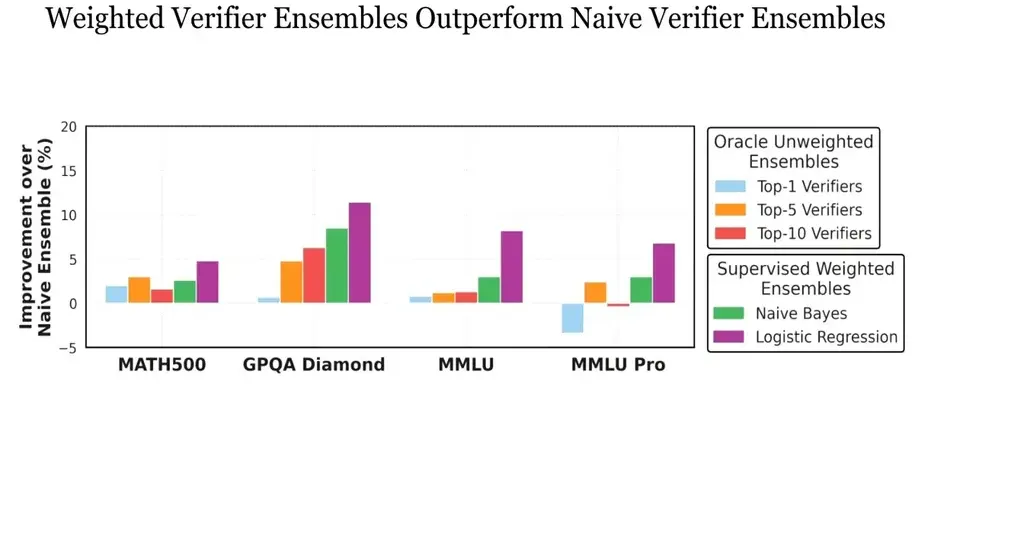 Weighted Verifier Ensembles Outperform Naive Verifier Ensembles
Improvement over
Naive Ensemble (%)
20
15
10
5
0
−5
MATH500
GPQA Diamond
MMLU
MMLU Pro
Oracle Unweighted
Ensembles
Top-1 Verifiers
Top-5 Verifiers
Top-10 Verifiers
Supervised Weighted
Ensembles
Naive Bayes
Logistic Regression